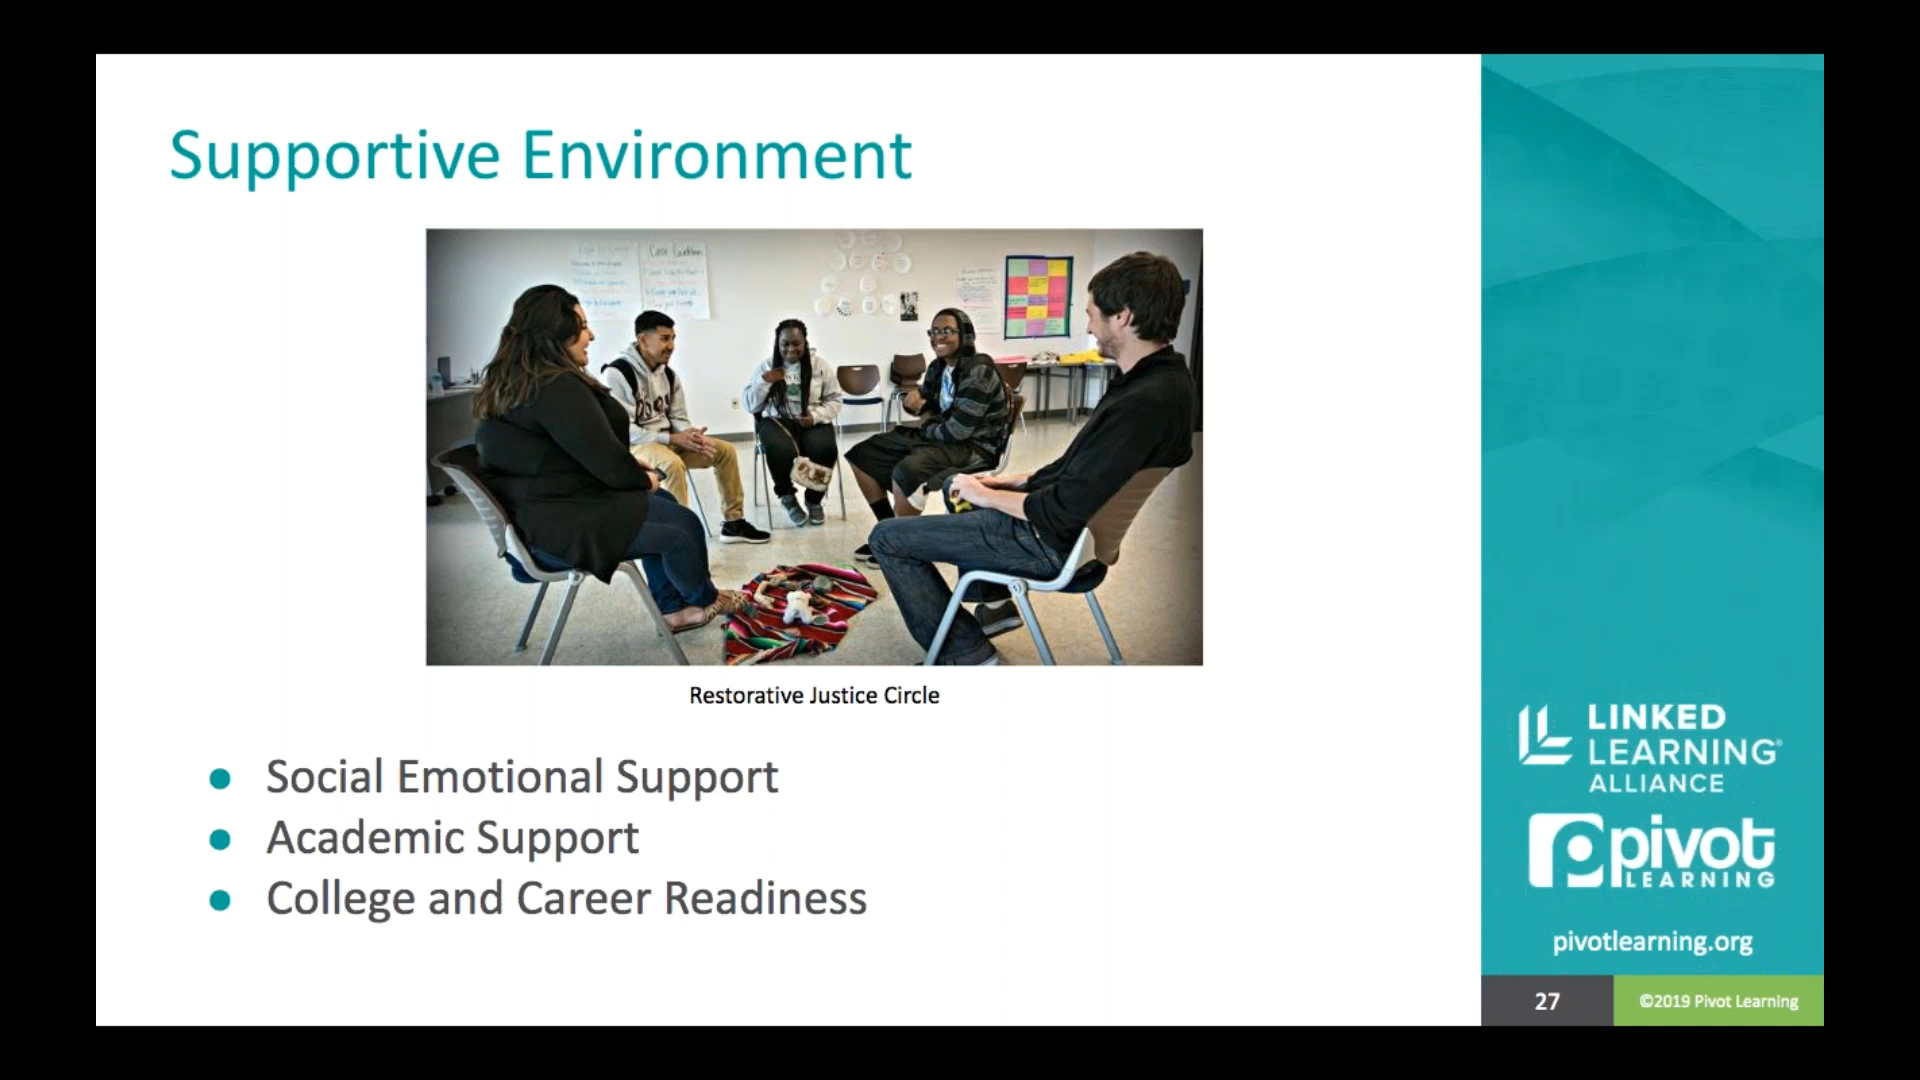 Supportive Environment
Restorative Justice Circle
● Social Emotional Support
● Academic Support
● College and Career Readiness
LINKED
LEARNING®
ALLIANCE
pivot
LEARNING
pivotlearning.org
27
©2019 Pivot Learning